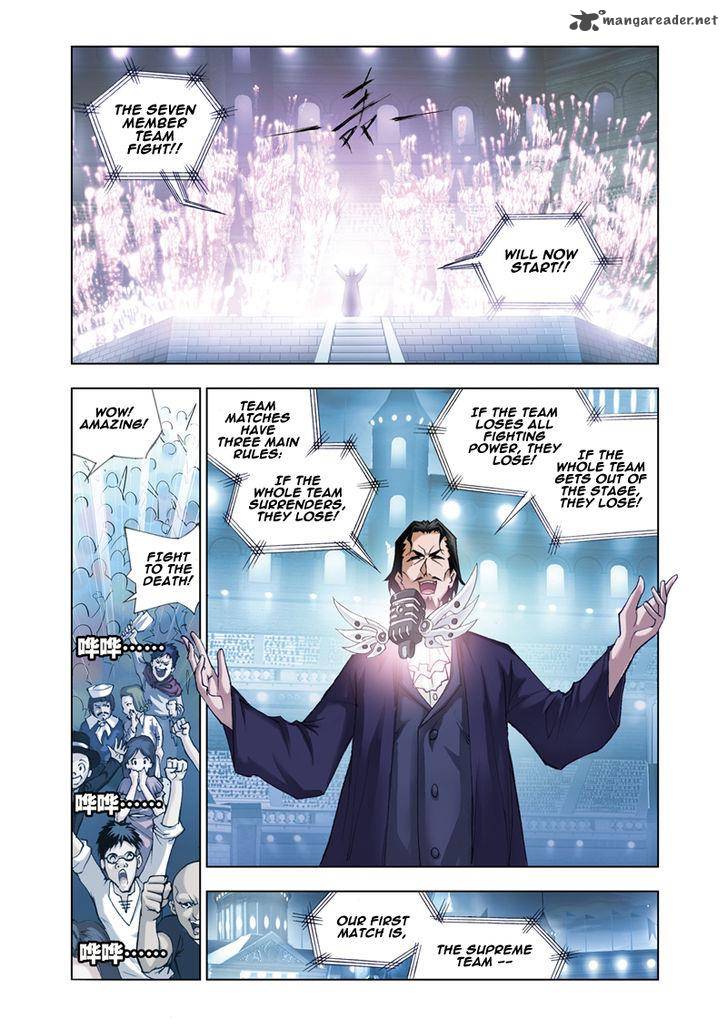 mangareader.net
THE SEVEN
MEMBER
TEAM
FIGHT!!
WILL NOW
START!!
WOW!
AMAZING!
FIGHT
TO THE
DEATH!
哗哗……
哗哗……
哗哗……
TEAM
MATCHES
HAVE
THREE MAIN
RULES:
IF THE
WHOLE TEAM
SURRENDERS,
THEY LOSE!
IF THE TEAM
LOSES ALL
FIGHTING
POWER, THEY
LOSE!
IF THE
WHOLE TEAM
GETS OUT OF
THE STAGE,
THEY LOSE!
OUR FIRST
MATCH IS,
THE SUPREME
TEAM --